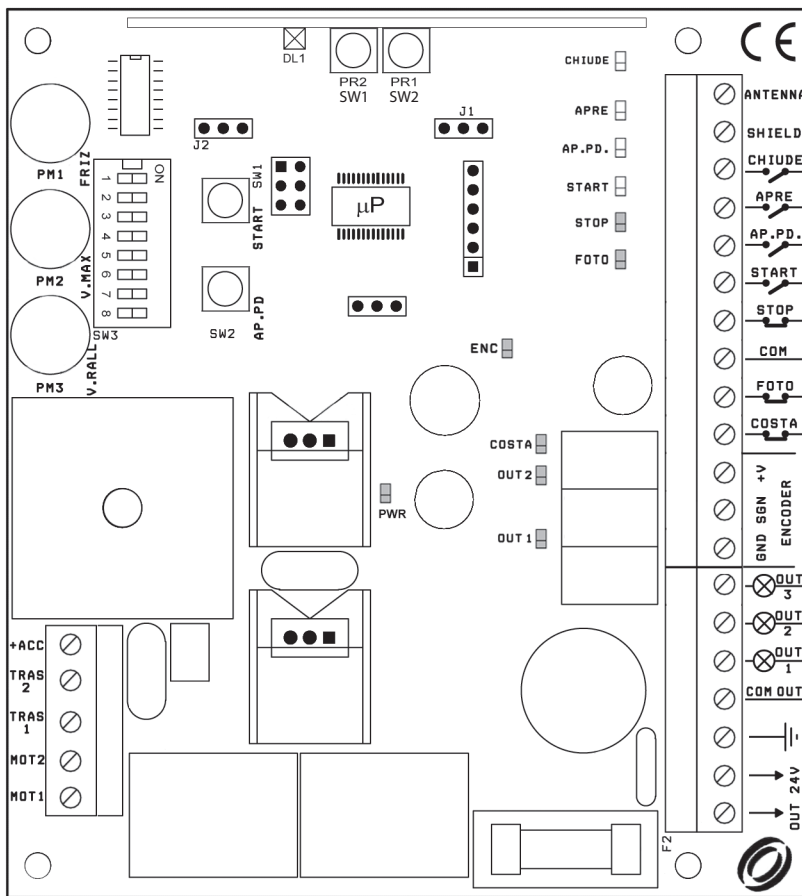 CE
DL1
PR2
SW1
PR1
SW2
J2
J1
PM1
FRIZ
PM2
V.MAX
PM3
V.RALL
ON
1
2
3
4
5
6
7
8
SW3
SW1
START
SW2
AP.PD
µP
CHIUDE
APRE
AP.PD.
START
STOP
FOTO
ENC
COSTA
OUT2
OUT1
PWR
ANTENNA
SHIELD
CHIUDE
APRE
AP.PD.
START
STOP
COM
FOTO
COSTA
GND SGN +V
ENCODER
OUT
3
OUT
2
OUT
1
COM OUT
OUT 24V
+ACC
TRAS
2
TRAS
1
MOT2
MOT1
F2